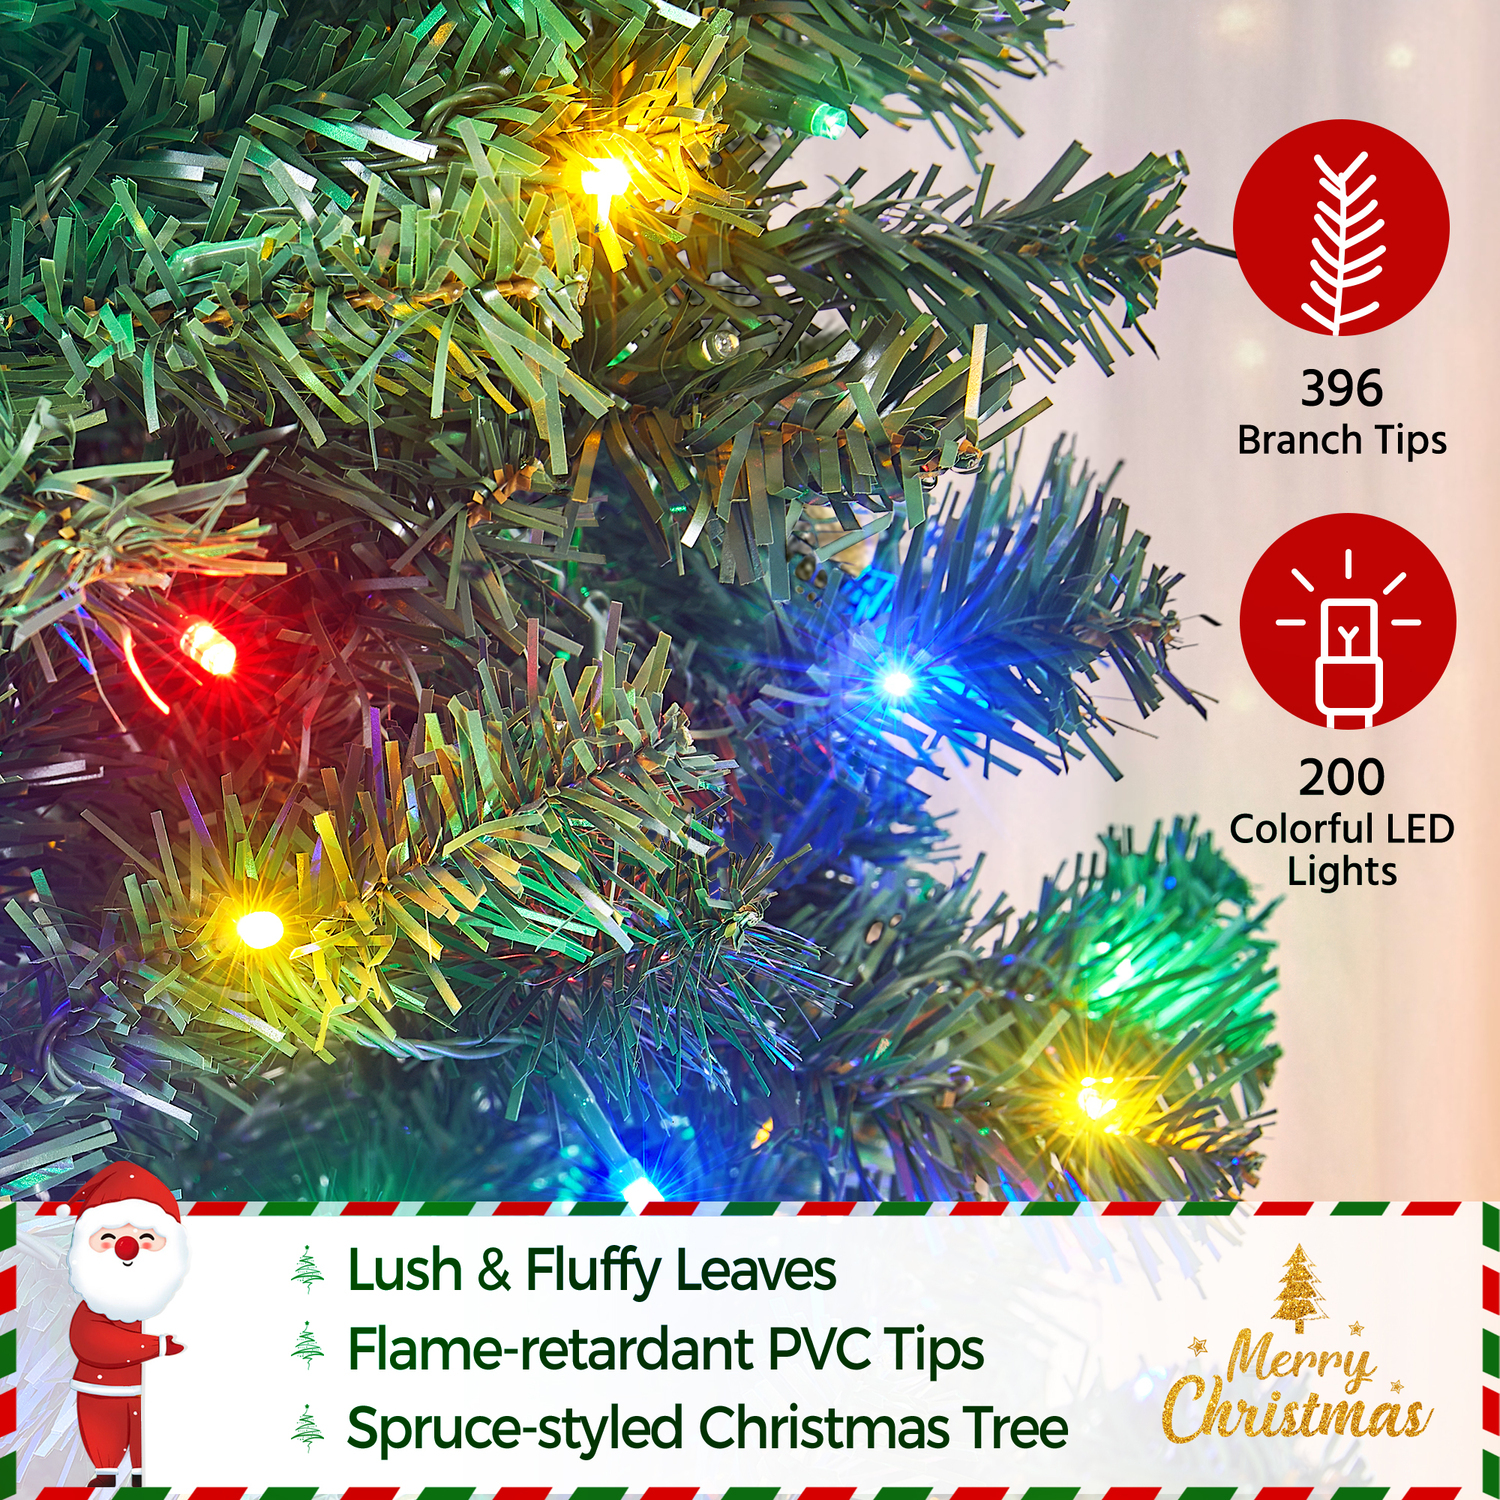 396
Branch Tips
200
Colorful LED
Lights
Lush & Fluffy Leaves
Flame-retardant PVC Tips
Spruce-styled Christmas Tree
Merry
Christmas